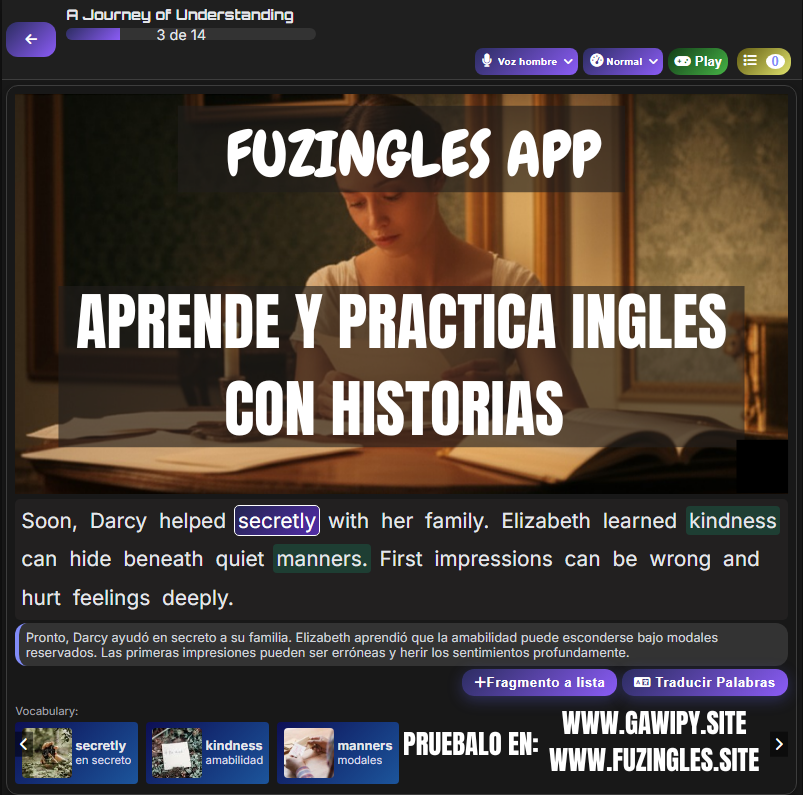 A Journey of Understanding
3 de 14
Voz hombre
Normal
Play
0
FUZINGLES APP
APRENDE Y PRACTICA INGLES
CON HISTORIAS
Soon, Darcy helped secretly with her family. Elizabeth learned kindness
can hide beneath quiet manners. First impressions can be wrong and
hurt feelings deeply.
Pronto, Darcy ayudó en secreto a su familia. Elizabeth aprendió que la amabilidad puede esconderse bajo modales
reservados. Las primeras impresiones pueden ser erróneas y herir los sentimientos profundamente.
+Fragmento a lista
Traducir Palabras
Vocabulary:
secretly
en secreto
kindness
amabilidad
manners
modales
PRUEBALO EN:
WWW.GAWIPY.SITE
WWW.FUZINGLES.SITE